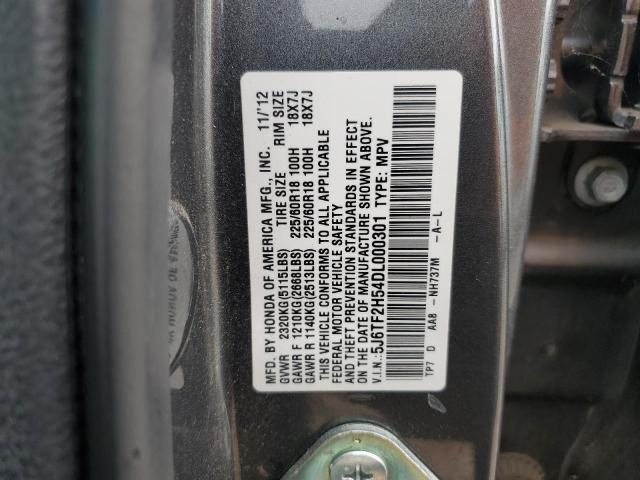 MFD. BY HONDA OF AMERICA MFG., INC. 11/'12
GVWR 2320KG(5115LBS) TIRE SIZE RIM SIZE
GAWR F 1210KG(2668LBS) 225/60R18 100H 18X7J
GAWR R 1140KG(2513LBS) 225/60R18 100H 18X7J
THIS VEHICLE CONFORMS TO ALL APPLICABLE
FEDERAL MOTOR VEHICLE SAFETY
AND THEFT PREVENTION STANDARDS IN EFFECT
ON THE DATE OF MANUFACTURE SHOWN ABOVE.
V.I.N.: 5J6TF2H54DL000301 TYPE: MPV
TP7 D AA8 -NH737M -A-L